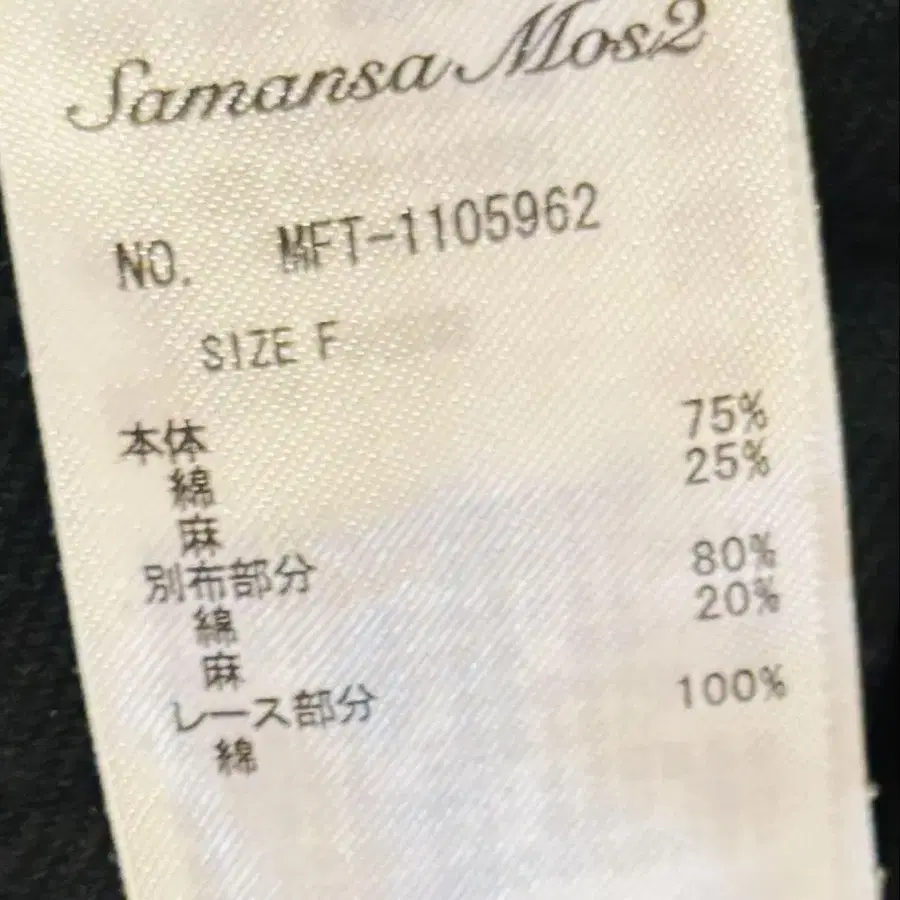 Samansa Mos2
NO. MFT-1105962
SIZE F
本体
綿 75%
麻 25%
別布部分
綿 80%
麻 20%
レース部分
綿 100%